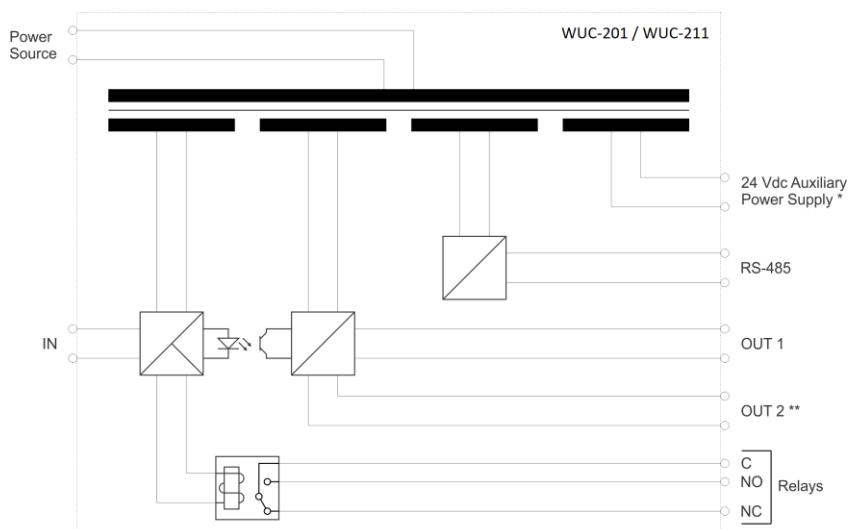 Power
Source
WUC-201 / WUC-211
24 Vdc Auxiliary
Power Supply *
RS-485
IN
OUT 1
OUT 2 **
C
NO
Relays
NC